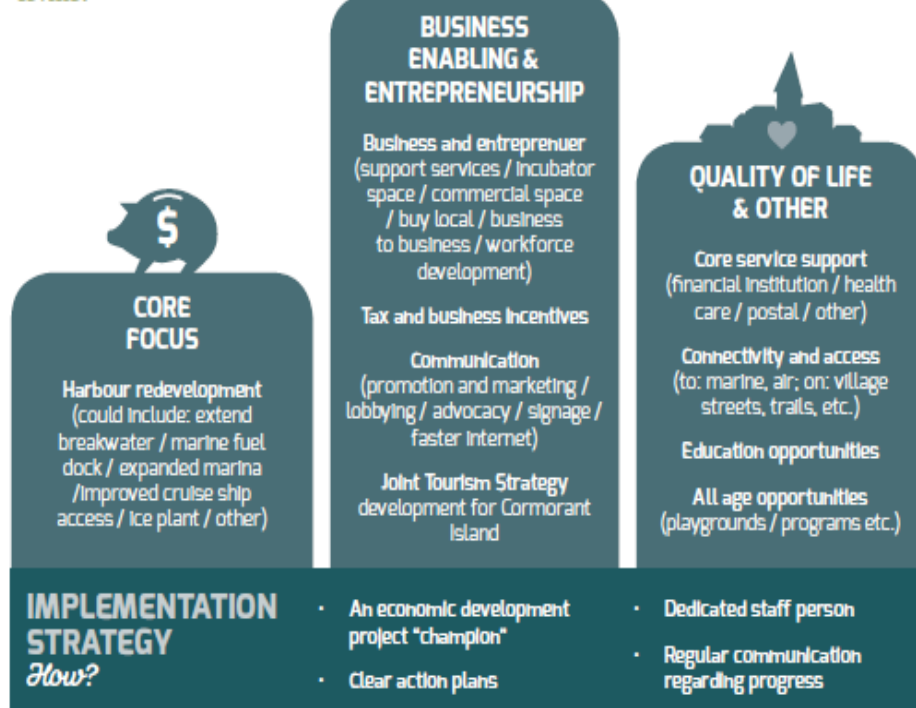 BUSINESS
ENABLING &
ENTREPRENEURSHIP
Business and entreprenuer
(support services / incubator
space / commercial space
/ buy local / business
to business / workforce
development)
Tax and business incentives
Communication
(promotion and marketing /
lobbying / advocacy / signage /
faster internet)
Joint Tourism Strategy
development for Cormorant
Island
QUALITY OF LIFE
& OTHER
Core service support
(financial institution / health
care / postal / other)
Connectivity and access
(to: marine, air; on: village
streets, trails, etc.)
Education opportunities
All age opportunities
(playgrounds / programs etc.)
$
CORE
FOCUS
Harbour redevelopment
(could include: extend
breakwater / marine fuel
dock / expanded marina
/improved cruise ship
access / ice plant / other)
IMPLEMENTATION
STRATEGY
How?
· An economic development
project "champion"
· Clear action plans
· Dedicated staff person
· Regular communication
regarding progress